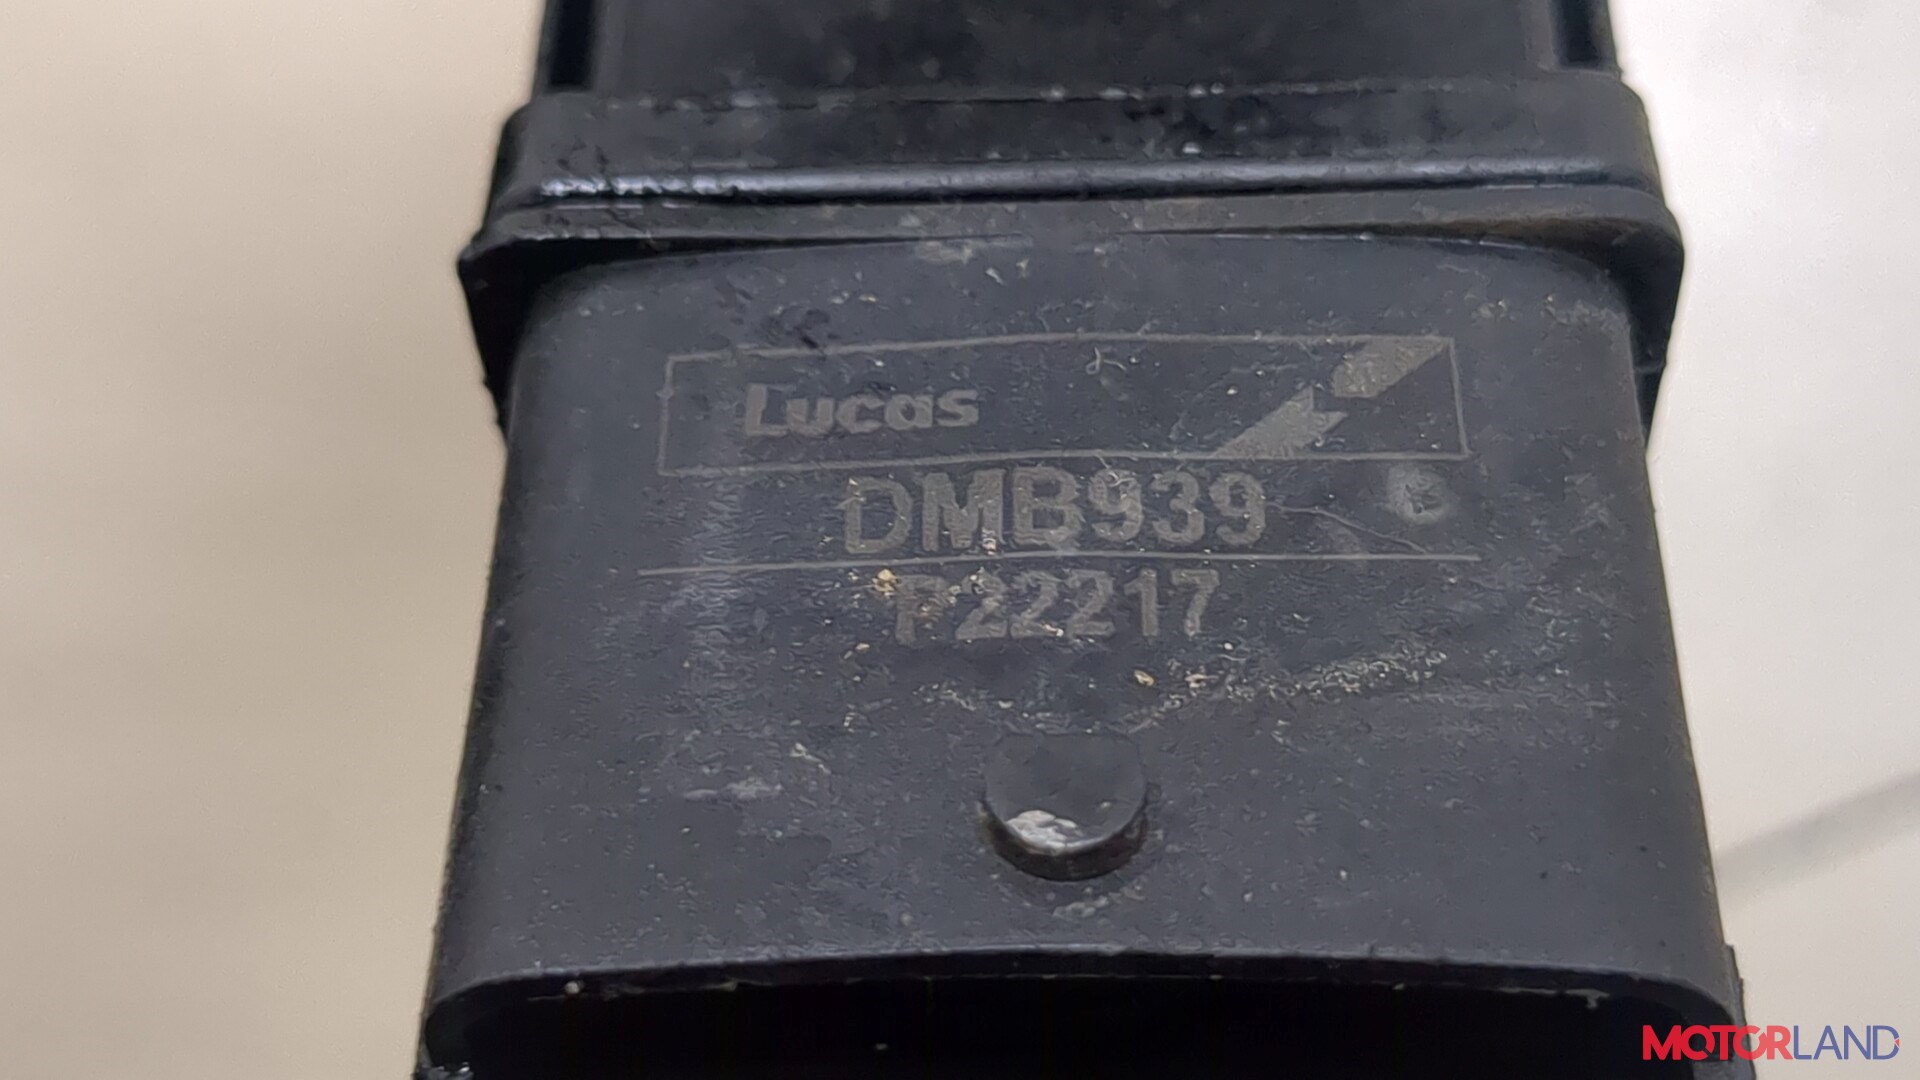 Lucas
DMB939
P22217
MOTORLAND